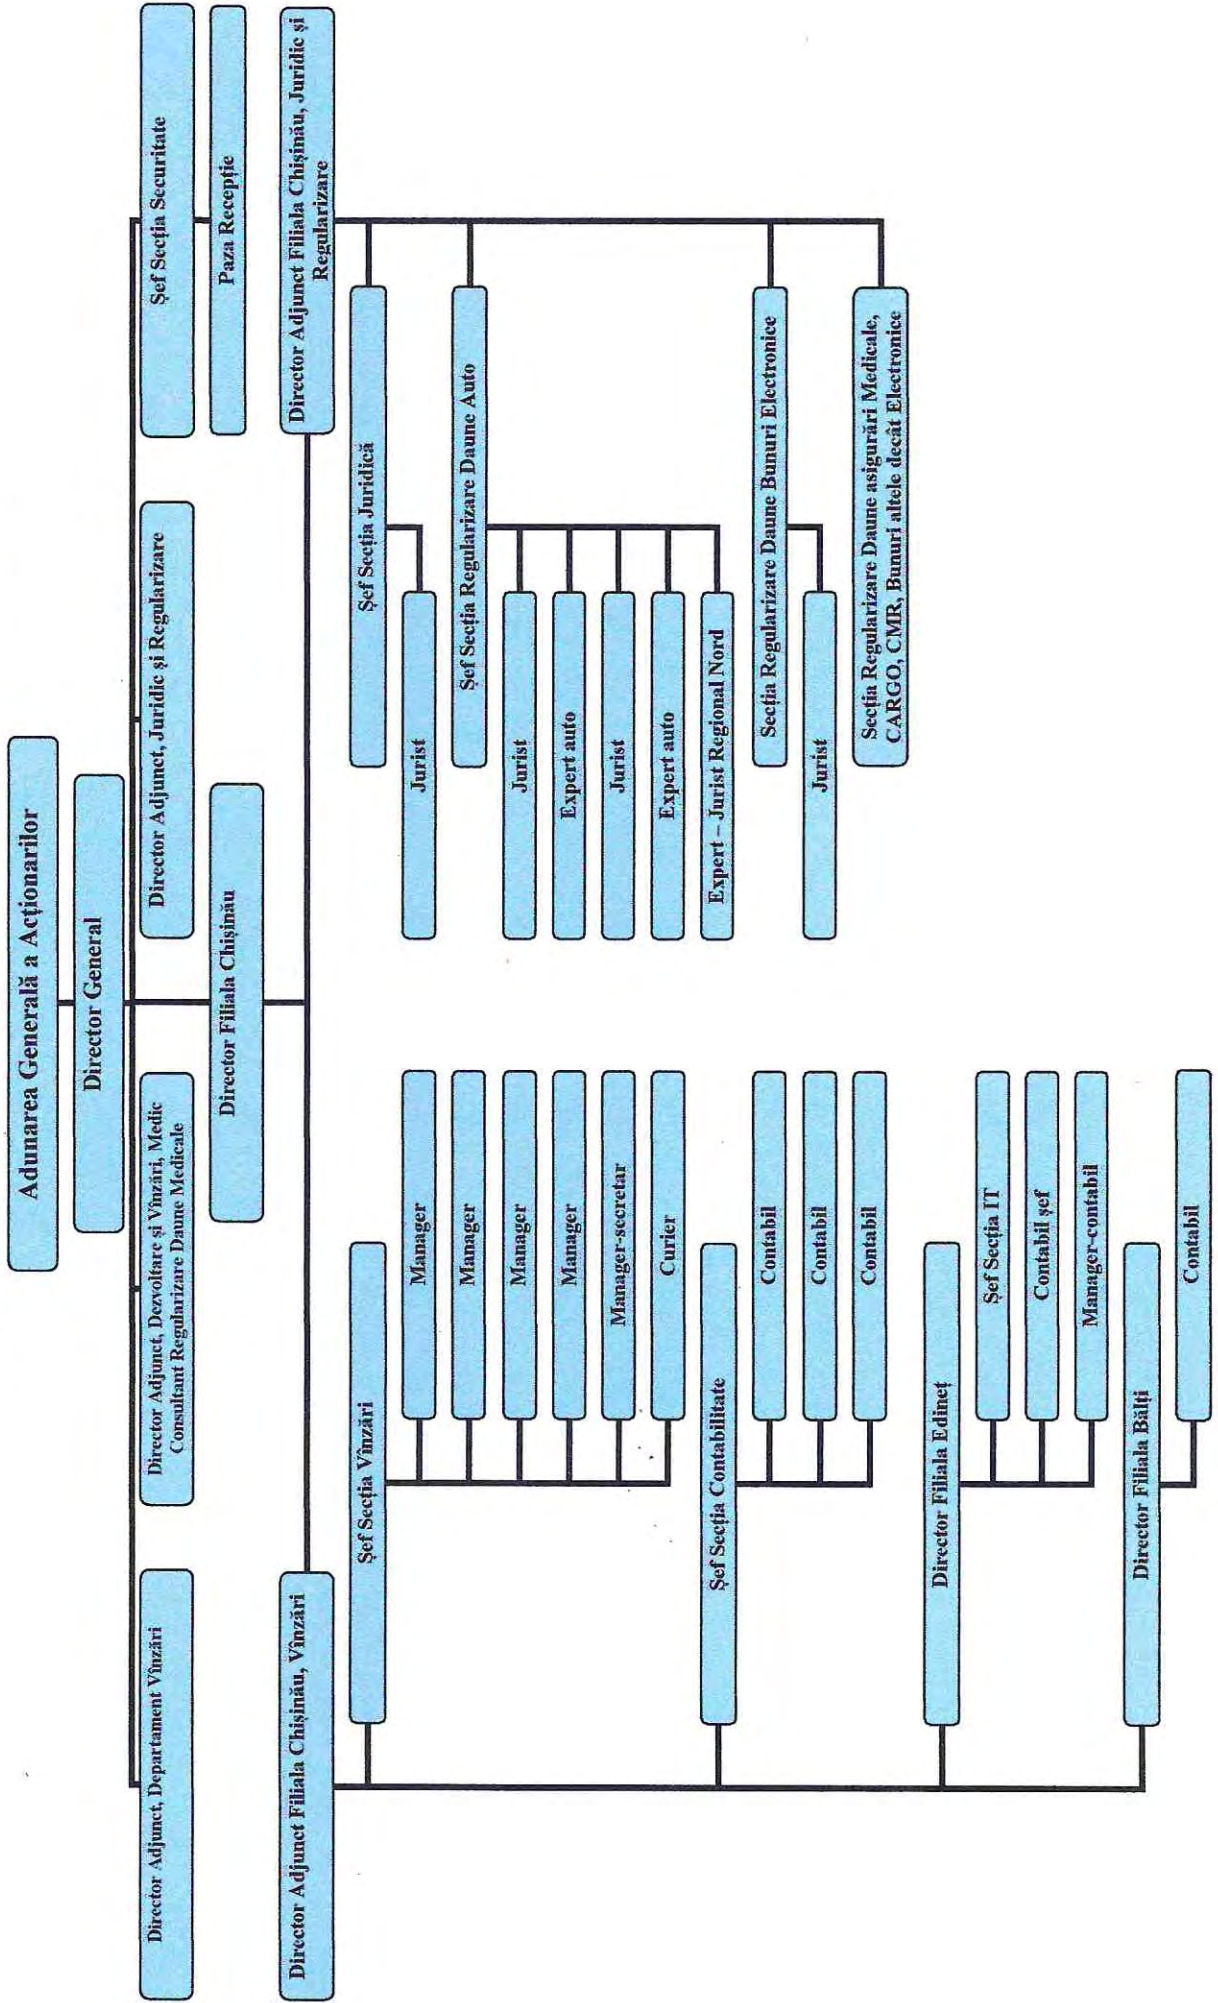 Adunarea Generală a Acționarilor
Director General
Director Adjunct, Departament Vînzări
Director Adjunct, Dezvoltare și Vînzări, Medic
Consultant Regularizare Daune Medicale
Director Adjunct, Juridic și Regularizare
Șef Secția Securitate
Paza Recepție
Director Filiala Chișinău
Director Adjunct Filiala Chișinău, Vînzări
Director Adjunct Filiala Chișinău, Juridic și
Regularizare
Șef Secția Vînzări
Manager
Manager
Manager
Manager
Manager-secretar
Curier
Șef Secția Contabilitate
Contabil
Contabil
Contabil
Director Filiala Edineț
Șef Secția IT
Contabil șef
Manager-contabil
Director Filiala Bălți
Contabil
Șef Secția Juridică
Jurist
Șef Secția Regularizare Daune Auto
Jurist
Expert auto
Jurist
Expert auto
Expert – Jurist Regional Nord
Secția Regularizare Daune Bunuri Electronice
Jurist
Secția Regularizare Daune asigurări Medicale,
CARGO, CMR, Bunuri altele decât Electronice